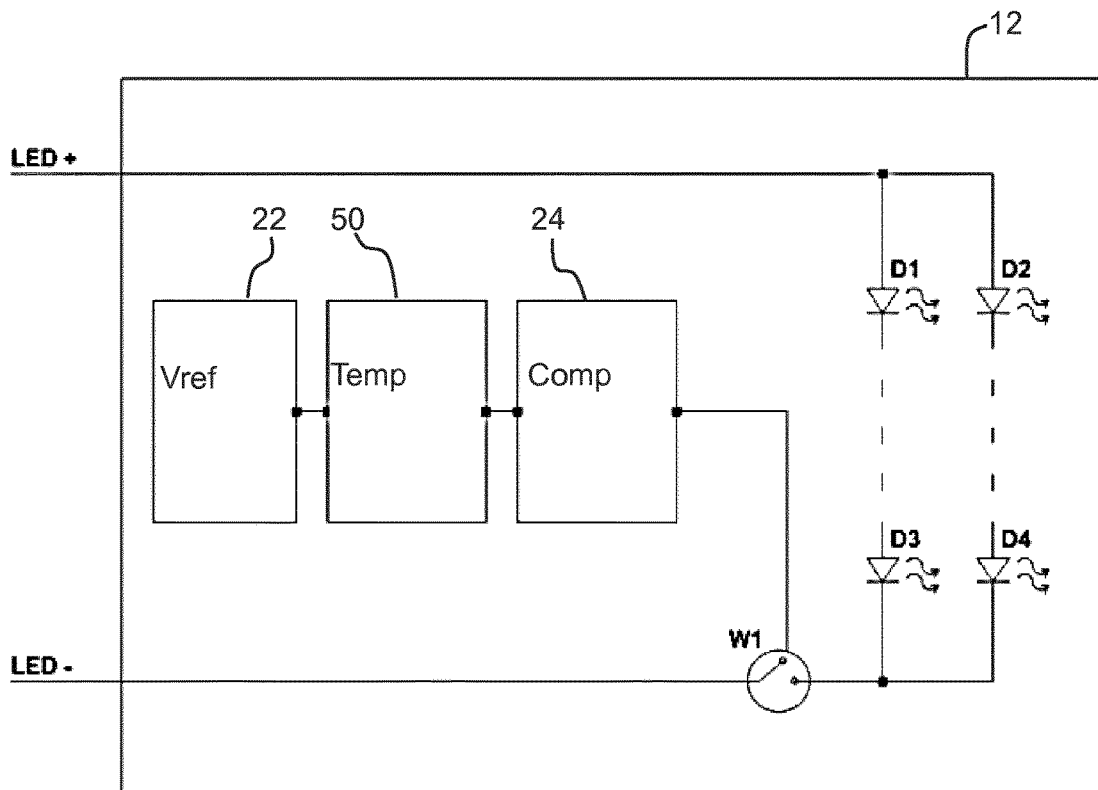 12
LED +
22
50
24
D1
D2
Vref
Temp
Comp
D3
D4
W1
LED -